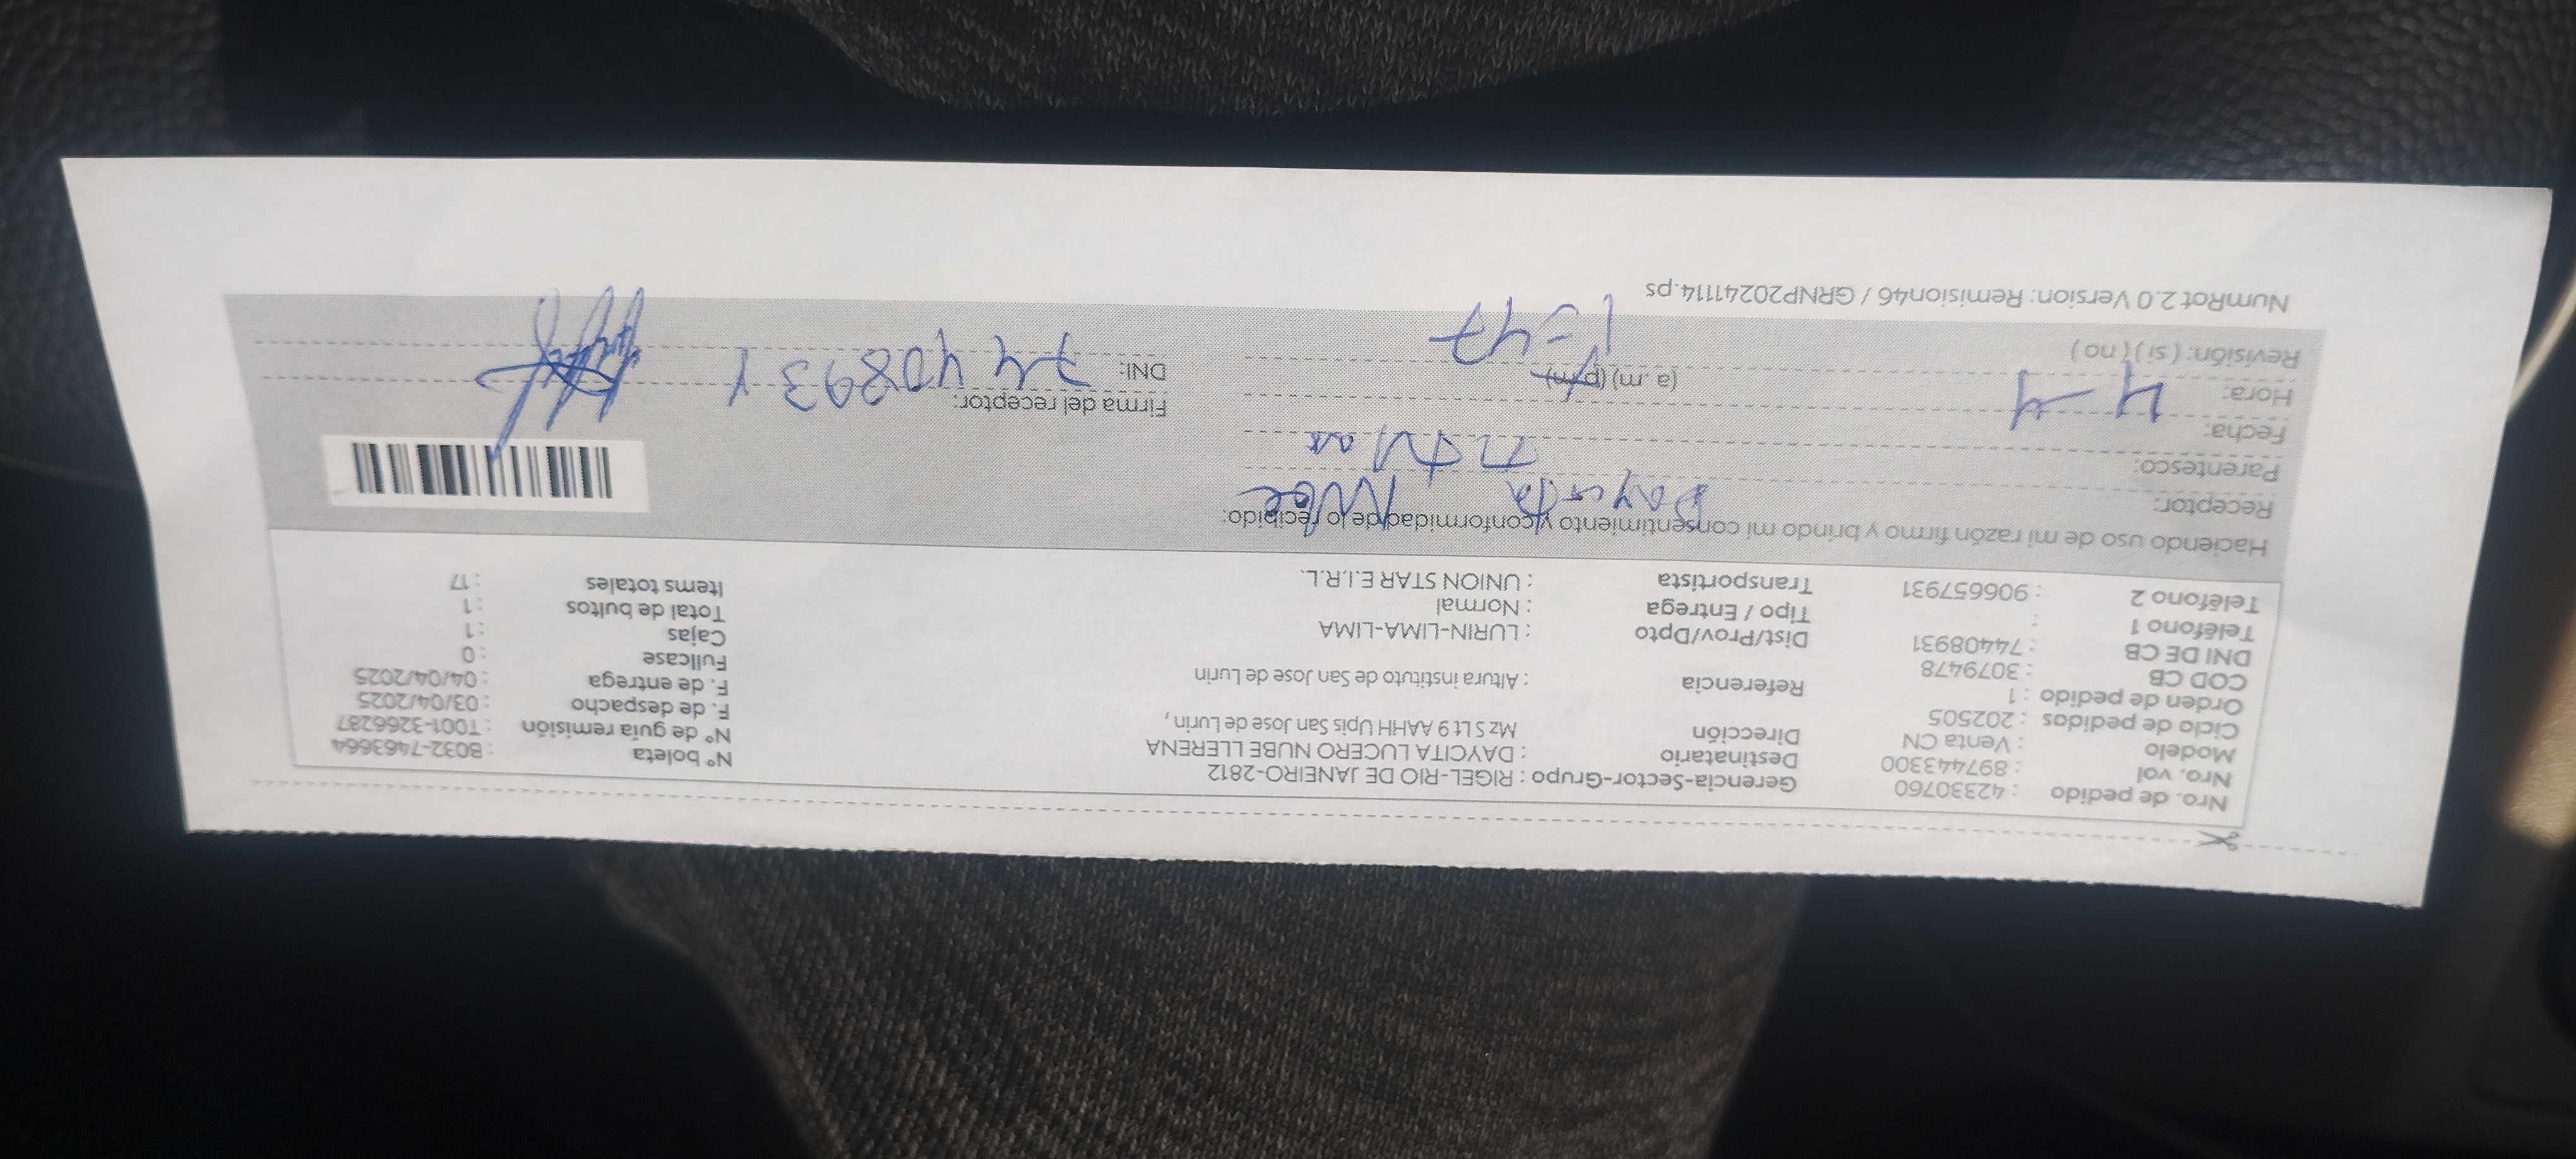 Nro. de pedido : 42330760
Nro. vol : 897443300
Modelo : Venta CN
Ciclo de pedidos : 202505
Orden de pedido : 1
COD CB : 3079478
DNI DE CB : 74408931
Teléfono 1 :
Teléfono 2 : 906657931
Gerencia-Sector-Grupo : RIGEL-RIO DE JANEIRO-2812
Destinatario : DAYCITA LUCERO NUBE LLERENA
Dirección Mz S Lt 9 AAHH Upis San Jose de Lurin ,
Referencia : Altura instituto de San Jose de Lurin
Dist/Prov/Dpto : LURIN-LIMA-LIMA
Tipo / Entrega : Normal
Transportista : UNION STAR E.I.R.L.
N° boleta : B032-7463664
N° de guía remisión : T001-3266287
F. de despacho : 03/04/2025
F. de entrega : 04/04/2025
Fullcase : 0
Cajas : 1
Total de bultos : 1
Items totales : 17
Haciendo uso de mi razón firmo y brindo mi consentimiento y conformidad de lo recibido:
Receptor: Daycita Nube
Parentesco: titular
Fecha: 4-4
Hora: (a .m) (p.m) 1=47
Revisión: ( si ) ( no )
Firma del receptor:
DNI: 74408931
NumRot 2.0 Version: Remision46 / GRNP20241114.ps